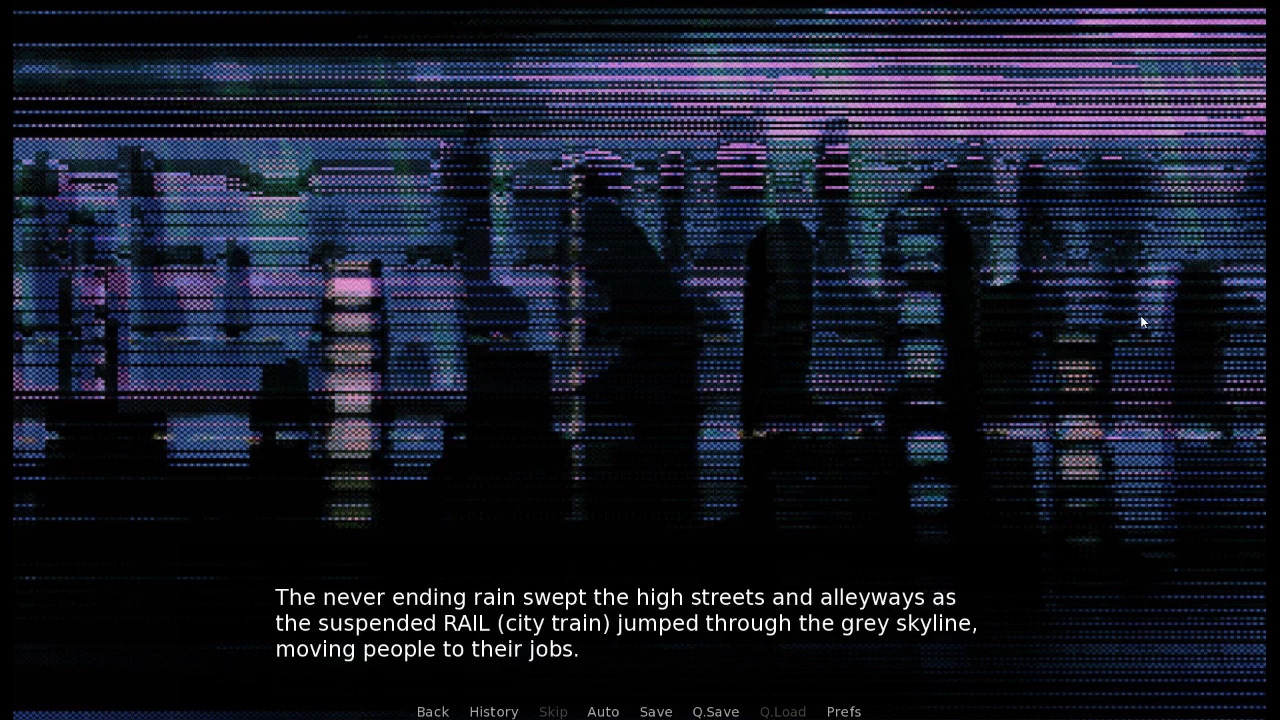 The never ending rain swept the high streets and alleyways as
the suspended RAIL (city train) jumped through the grey skyline,
moving people to their jobs.
Back History Skip Auto Save Q.Save Q.Load Prefs